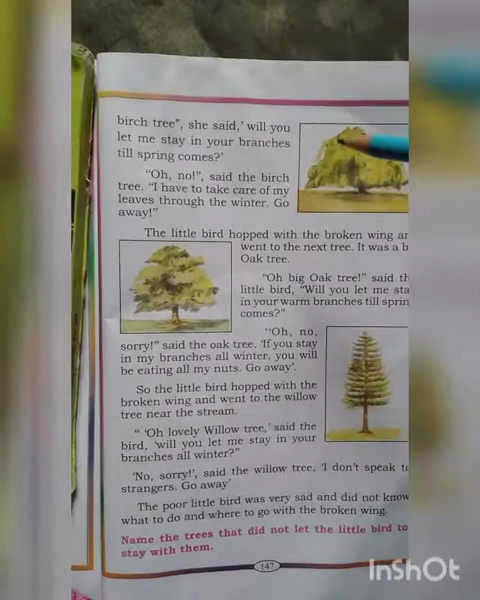 birch tree”, she said,’ will you
let me stay in your branches
till spring comes?’
“Oh, no!”, said the birch
tree. “I have to take care of my
leaves through the winter. Go
away!”
The little bird hopped with the broken wing
went to the next tree. It was a
Oak tree.
“Oh big Oak tree!” said
little bird, “Will you let me
in your warm branches till
comes?”
“Oh, no,
sorry!” said the oak tree. ‘If you stay
in my branches all winter, you will
be eating all my nuts. Go away’.
So the little bird hopped with the
broken wing and went to the willow
tree near the stream.
“ ‘Oh lovely Willow tree,’ said the
bird, ‘will you let me stay in your
branches all winter?”
‘No, sorry!’, said the willow tree, ‘I don’t speak to
strangers. Go away’
The poor little bird was very sad and did not know
what to do and where to go with the broken wing.
Name the trees that did not let the little bird to
stay with them.
147
InShOt